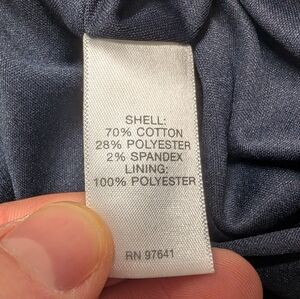 SHELL:
70% COTTON
28% POLYESTER
2% SPANDEX
LINING:
100% POLYESTER
RN 97641